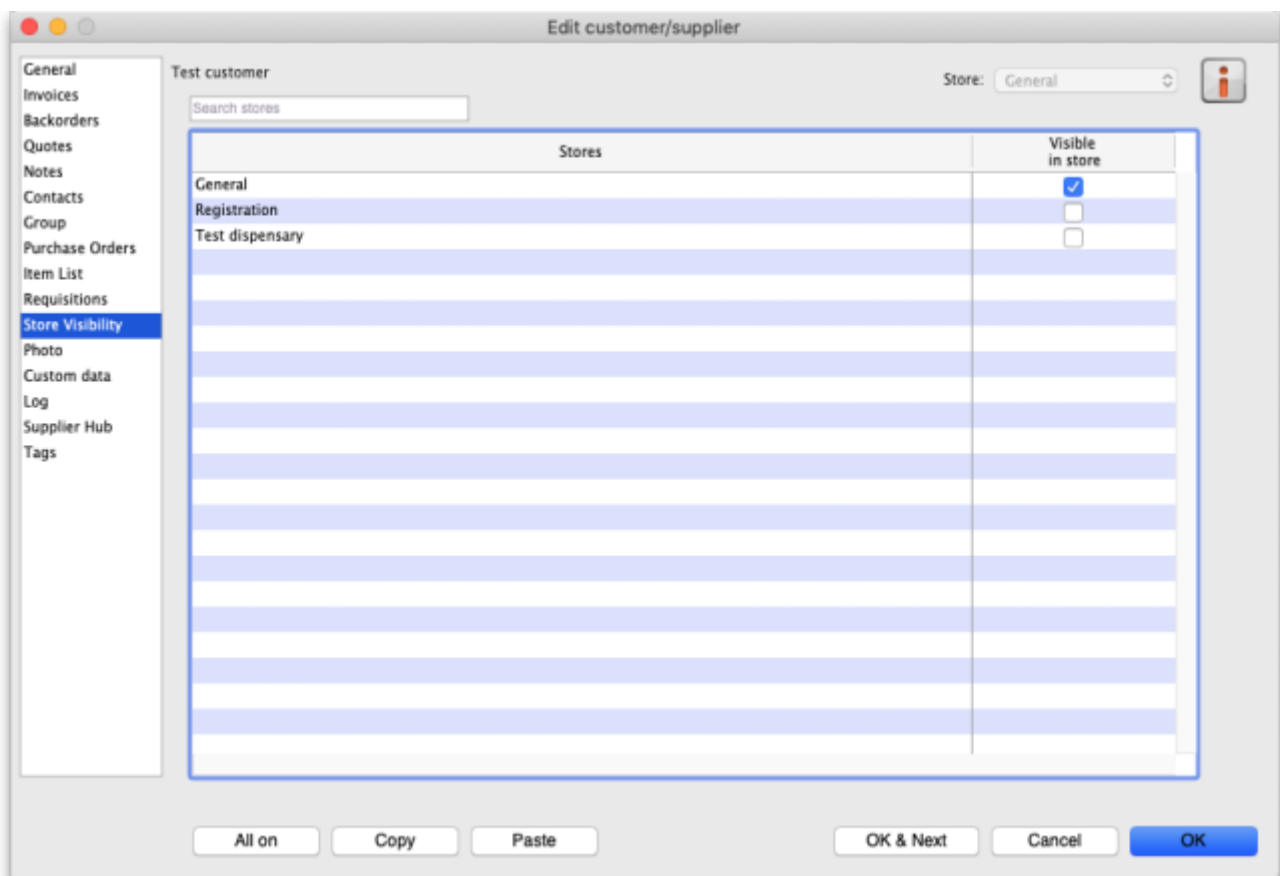 Edit customer/supplier
General
Invoices
Backorders
Quotes
Notes
Contacts
Group
Purchase Orders
Item List
Requisitions
Store Visibility
Photo
Custom data
Log
Supplier Hub
Tags
Test customer
Store: General
Search stores
Stores
Visible
in store
General
Registration
Test dispensary
All on Copy Paste OK & Next Cancel OK